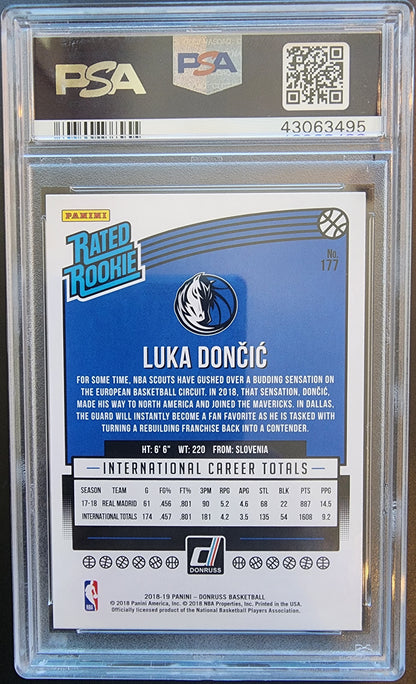 PSA
PSA
43063495
PANINI
RATED
ROOKIE
No.
177
LUKA DONČIĆ
FOR SOME TIME, NBA SCOUTS HAVE GUSHED OVER A BUDDING SENSATION ON
THE EUROPEAN BASKETBALL CIRCUIT. IN 2018, THAT SENSATION, DONČIĆ,
MADE HIS WAY TO NORTH AMERICA AND JOINED THE MAVERICKS. IN DALLAS,
THE GUARD WILL INSTANTLY BECOME A FAN FAVORITE AS HE IS TASKED WITH
TURNING A REBUILDING FRANCHISE BACK INTO A CONTENDER.
HT: 6' 6" WT: 220 FROM: SLOVENIA
INTERNATIONAL CAREER TOTALS
SEASON TEAM G FG% FT% 3PM RPG APG STL BLK PTS PPG
17-18 REAL MADRID 61 .456 .801 90 5.2 4.6 68 22 887 14.5
INTERNATIONAL TOTALS 174 .457 .801 181 4.2 3.5 135 54 1608 9.2
DONRUSS
NBA
2018-19 PANINI – DONRUSS BASKETBALL
© 2018 Panini America, Inc. © 2018 NBA Properties, Inc. Printed in the USA.
Officially licensed product of the National Basketball Players Association.